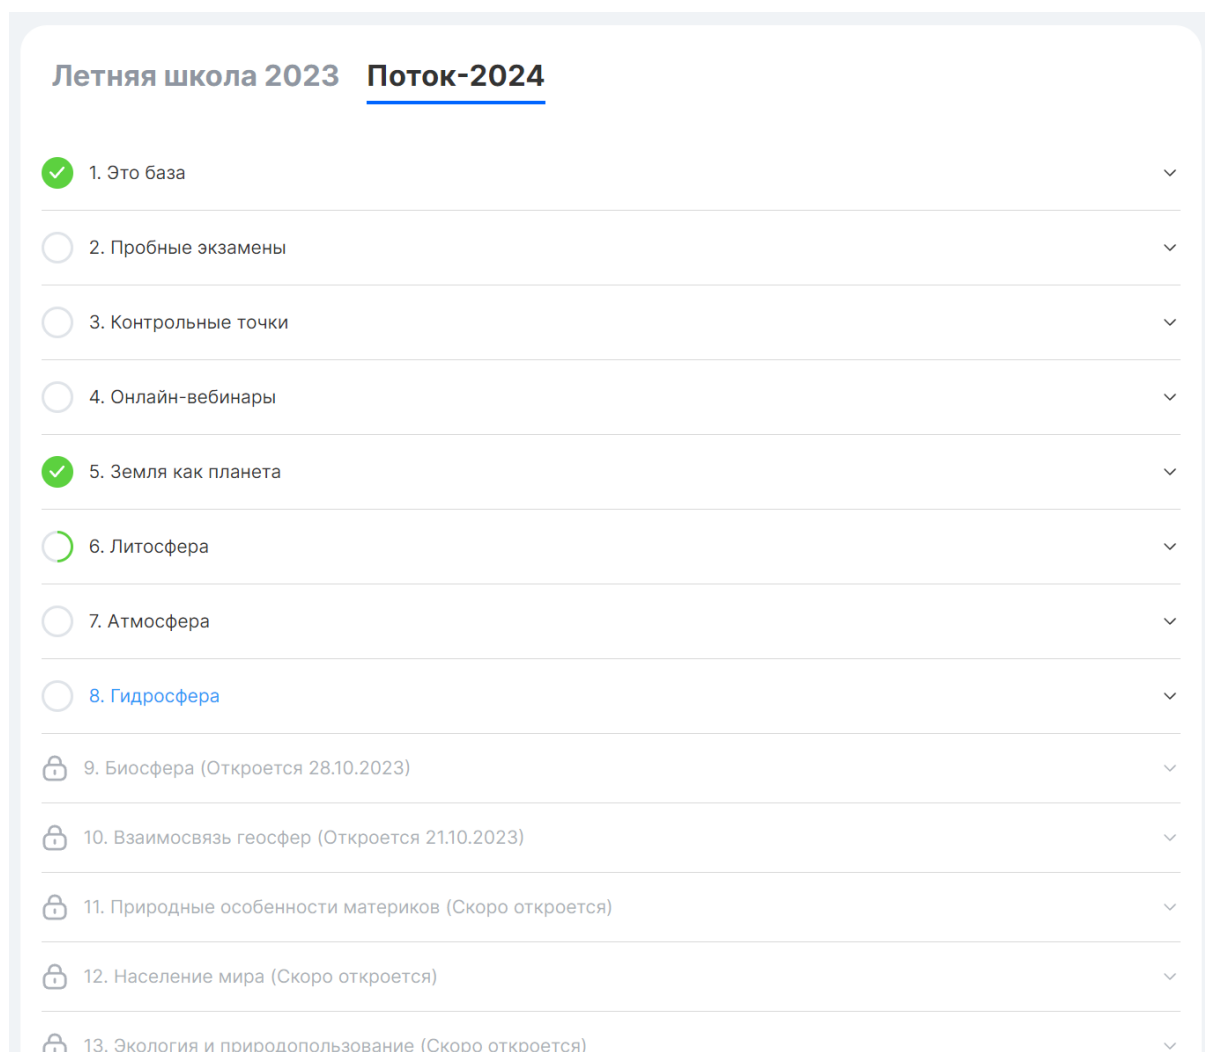 Летняя школа 2023 Поток-2024
1. Это база
2. Пробные экзамены
3. Контрольные точки
4. Онлайн-вебинары
5. Земля как планета
6. Литосфера
7. Атмосфера
8. Гидросфера
9. Биосфера (Откроется 28.10.2023)
10. Взаимосвязь геосфер (Откроется 21.10.2023)
11. Природные особенности материков (Скоро откроется)
12. Население мира (Скоро откроется)
13. Экология и природопользование (Скоро откроется)